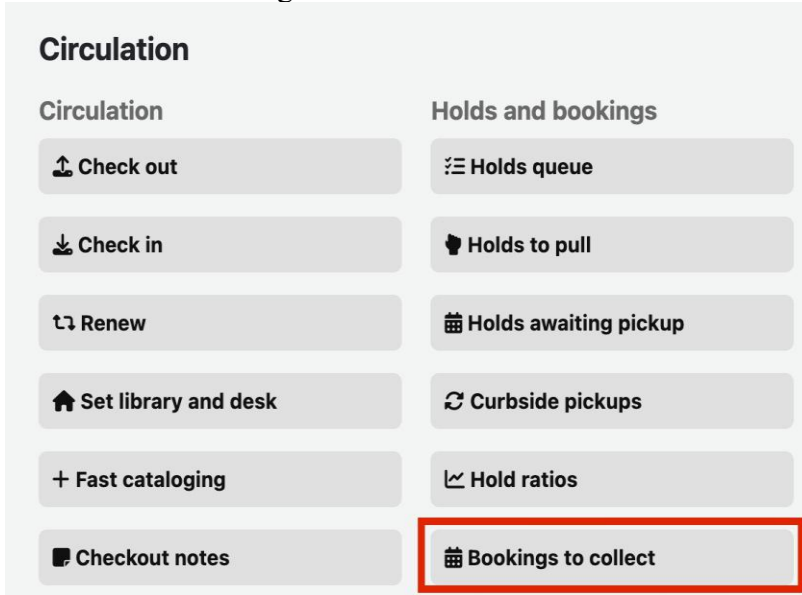 Circulation
Circulation
Check out
Check in
Renew
Set library and desk
Fast cataloging
Checkout notes
Holds and bookings
Holds queue
Holds to pull
Holds awaiting pickup
Curbside pickups
Hold ratios
Bookings to collect